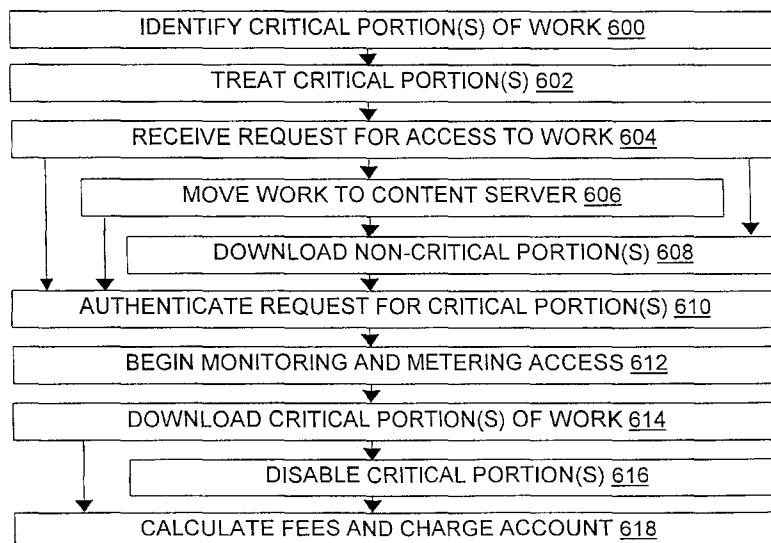 IDENTIFY CRITICAL PORTION(S) OF WORK 600
TREAT CRITICAL PORTION(S) 602
RECEIVE REQUEST FOR ACCESS TO WORK 604
MOVE WORK TO CONTENT SERVER 606
DOWNLOAD NON-CRITICAL PORTION(S) 608
AUTHENTICATE REQUEST FOR CRITICAL PORTION(S) 610
BEGIN MONITORING AND METERING ACCESS 612
DOWNLOAD CRITICAL PORTION(S) OF WORK 614
DISABLE CRITICAL PORTION(S) 616
CALCULATE FEES AND CHARGE ACCOUNT 618